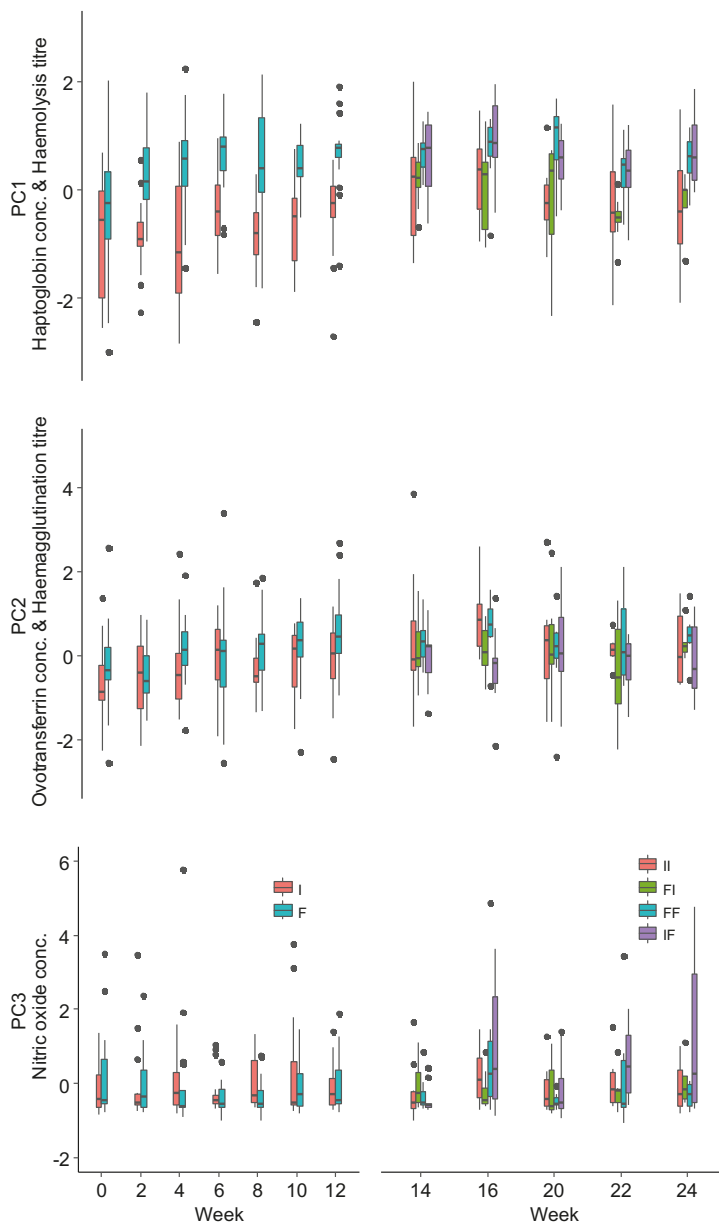 PC1
Haptoglobin conc. & Haemolysis titre
2
0
-2
PC2
Ovotransferrin conc. & Haemagglutination titre
4
2
0
-2
PC3
Nitric oxide conc.
6
4
2
0
-2
I
F
II
FI
FF
IF
0 2 4 6 8 10 12 14 16 20 22 24
Week Week